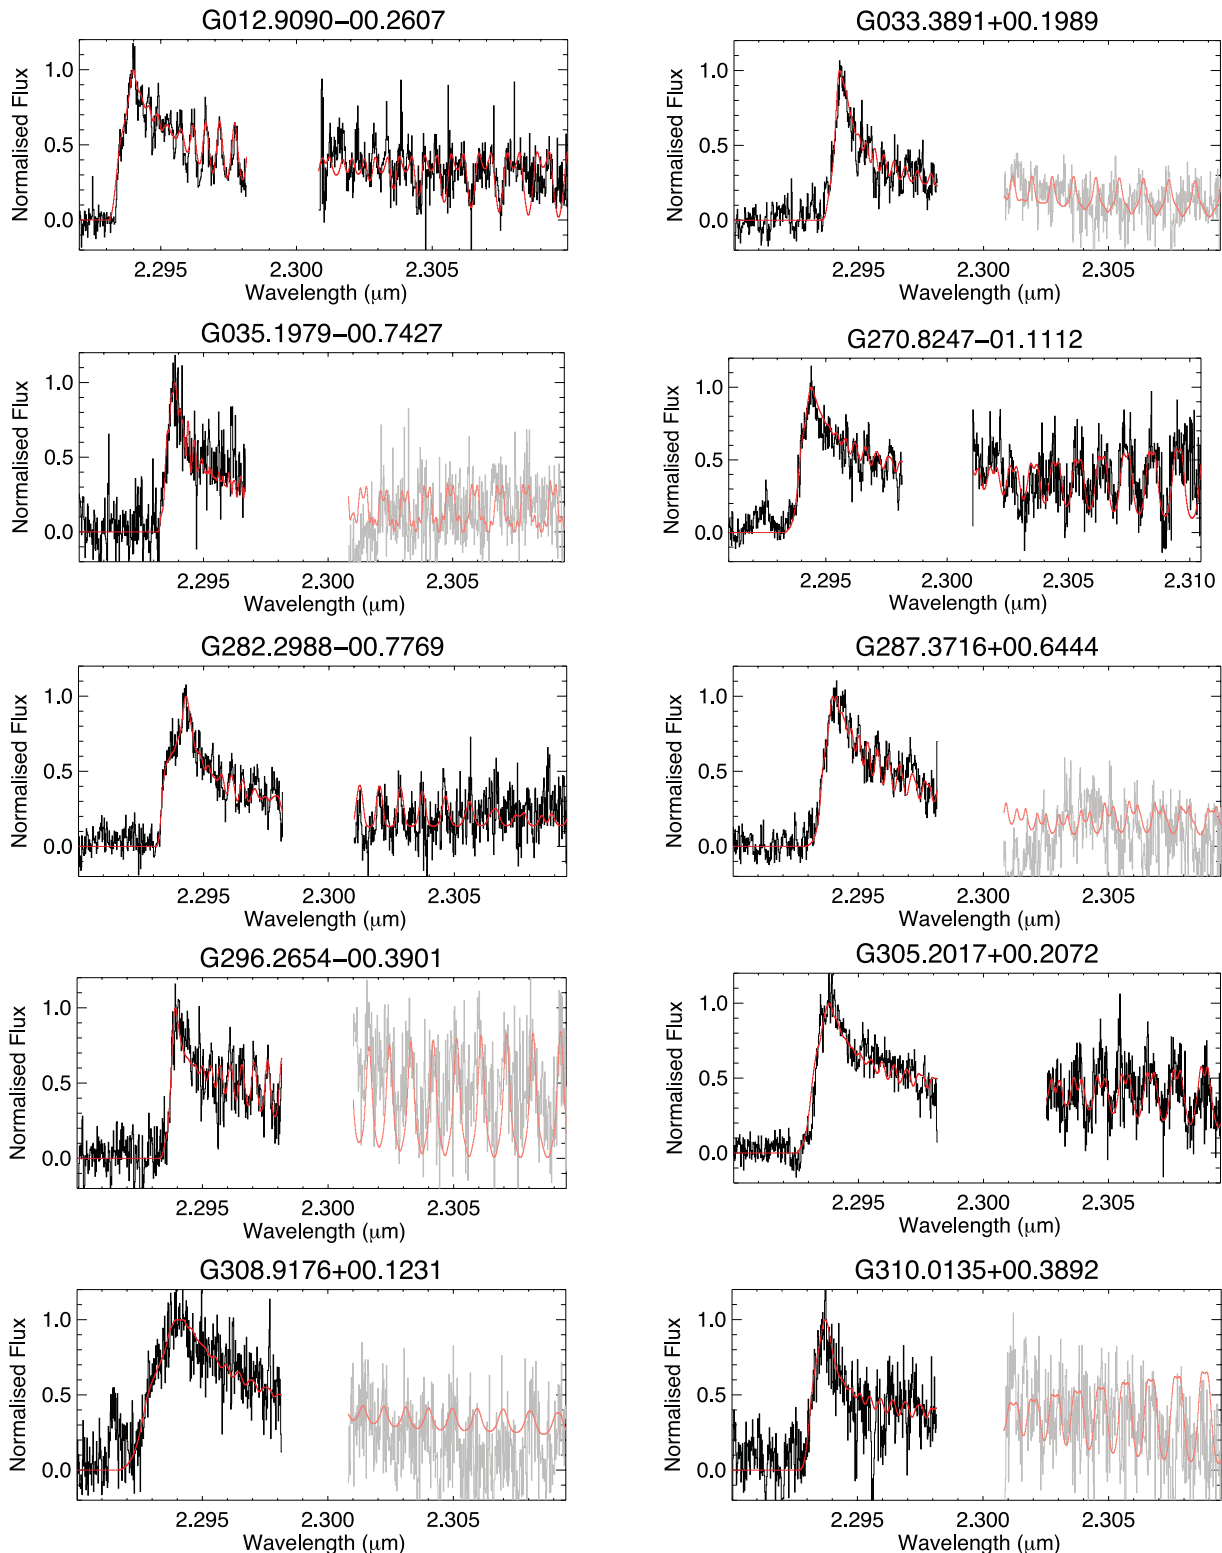 G012.9090−00.2607
G033.3891+00.1989
Normalised Flux
1.0
0.5
0.0
2.295
2.300
2.305
Wavelength (μm)
Normalised Flux
1.0
0.5
0.0
2.295
2.300
2.305
Wavelength (μm)
G035.1979−00.7427
G270.8247−01.1112
Normalised Flux
1.0
0.5
0.0
2.295
2.300
2.305
Wavelength (μm)
Normalised Flux
1.0
0.5
0.0
2.295
2.300
2.305
2.310
Wavelength (μm)
G282.2988−00.7769
G287.3716+00.6444
Normalised Flux
1.0
0.5
0.0
2.295
2.300
2.305
Wavelength (μm)
Normalised Flux
1.0
0.5
0.0
2.295
2.300
2.305
Wavelength (μm)
G296.2654−00.3901
G305.2017+00.2072
Normalised Flux
1.0
0.5
0.0
2.295
2.300
2.305
Wavelength (μm)
Normalised Flux
1.0
0.5
0.0
2.295
2.300
2.305
Wavelength (μm)
G308.9176+00.1231
G310.0135+00.3892
Normalised Flux
1.0
0.5
0.0
2.295
2.300
2.305
Wavelength (μm)
Normalised Flux
1.0
0.5
0.0
2.295
2.300
2.305
Wavelength (μm)